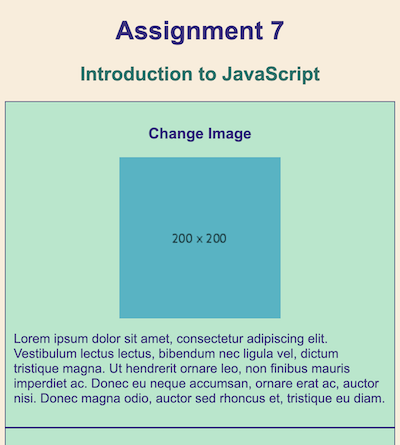 Assignment 7
Introduction to JavaScript
Change Image
200 x 200
Lorem ipsum dolor sit amet, consectetur adipiscing elit.
Vestibulum lectus lectus, bibendum nec ligula vel, dictum
tristique magna. Ut hendrerit ornare leo, non finibus mauris
imperdiet ac. Donec eu neque accumsan, ornare erat ac, auctor
nisi. Donec magna odio, auctor sed rhoncus et, tristique eu diam.